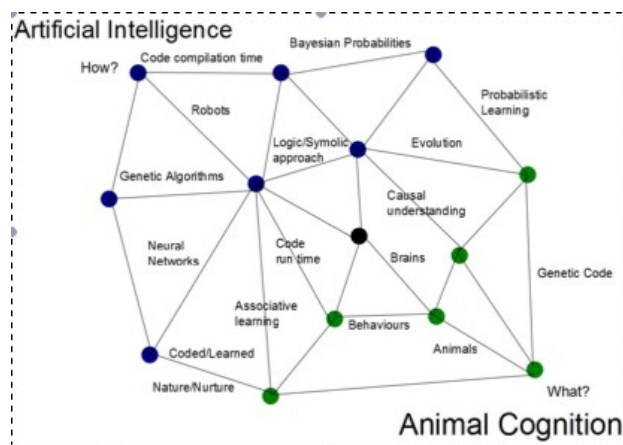 Artificial Intelligence
Bayesian Probabilities
Code compilation time
How?
Probabilistic
Learning
Robots
Logic/Symolic
approach
Evolution
Genetic Algorithms
Causal
understanding
Neural
Networks
Code
run time
Brains
Genetic Code
Associative
learning
Behaviours
Coded/Learned
Animals
Nature/Nurture
What?
Animal Cognition